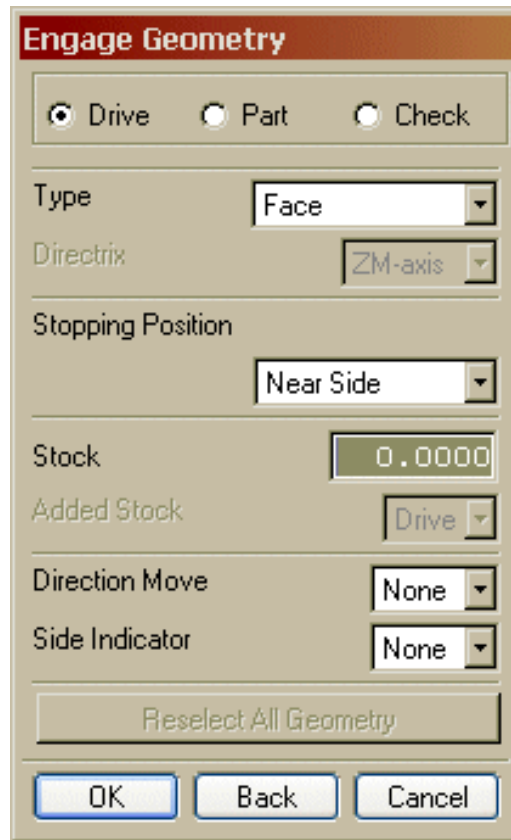 Engage Geometry
Drive Part Check
Type Face
Directrix ZM-axis
Stopping Position
Near Side
Stock 0.0000
Added Stock Drive
Direction Move None
Side Indicator None
Reselect All Geometry
OK Back Cancel